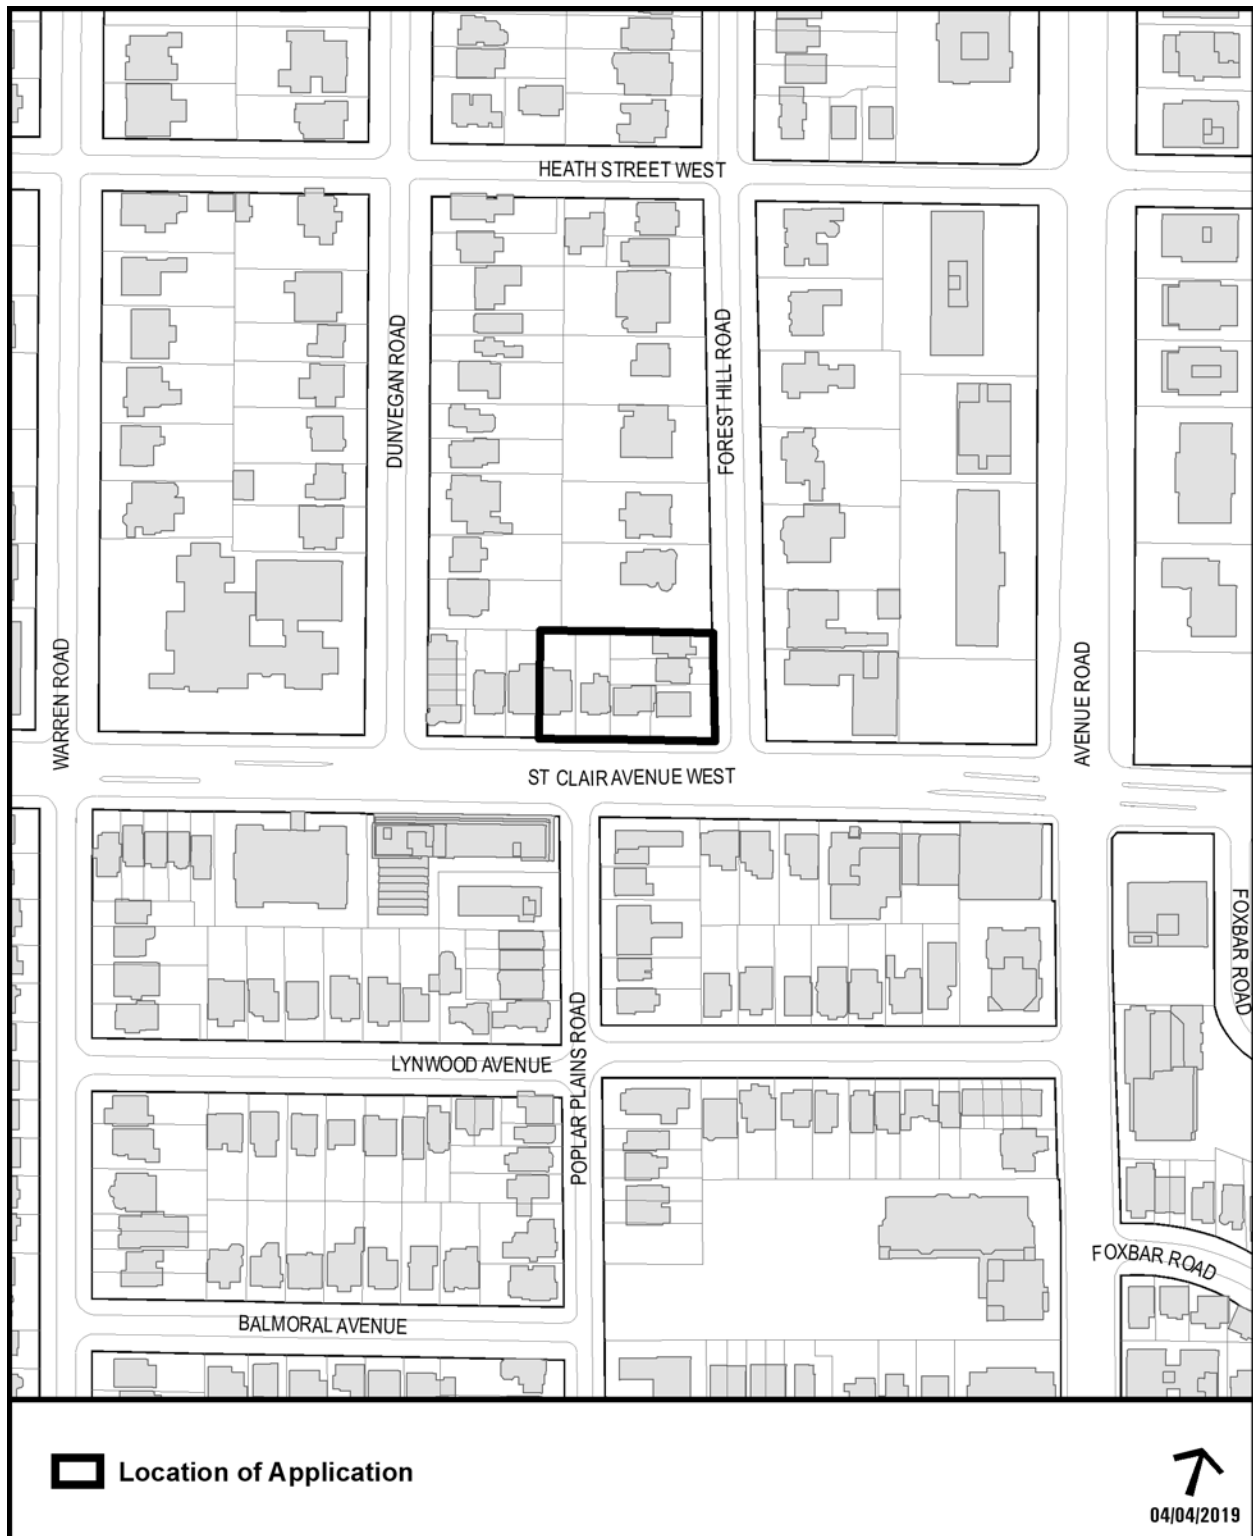 HEATH STREET WEST
DUNVEGAN ROAD
FOREST HILL ROAD
WARREN ROAD
AVENUE ROAD
ST CLAIR AVENUE WEST
FOXBAR ROAD
POPLAR PLAINS ROAD
LYNWOOD AVENUE
FOXBAR ROAD
BALMORAL AVENUE
Location of Application
04/04/2019